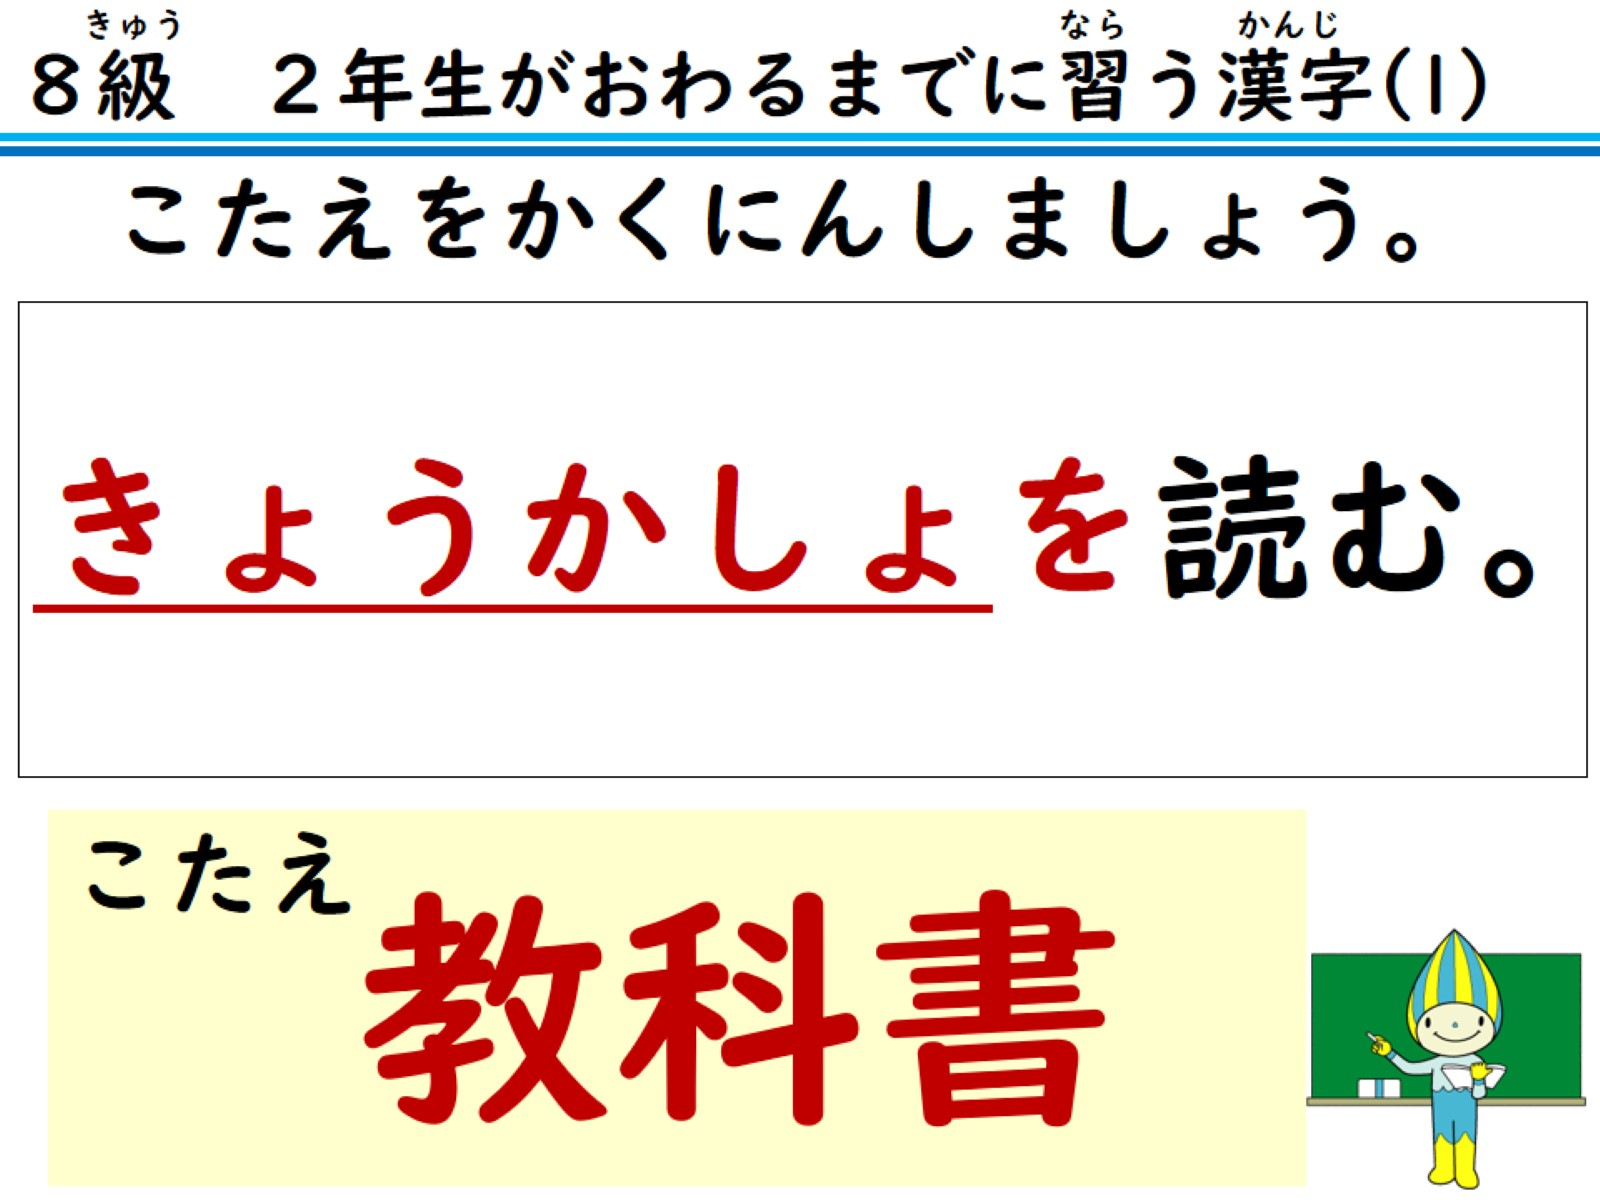 きゅう　なら　かんじ
８級　２年生がおわるまでに習う漢字(1)
こたえをかくにんしましょう。
きょうかしょを読む。
こたえ
教科書